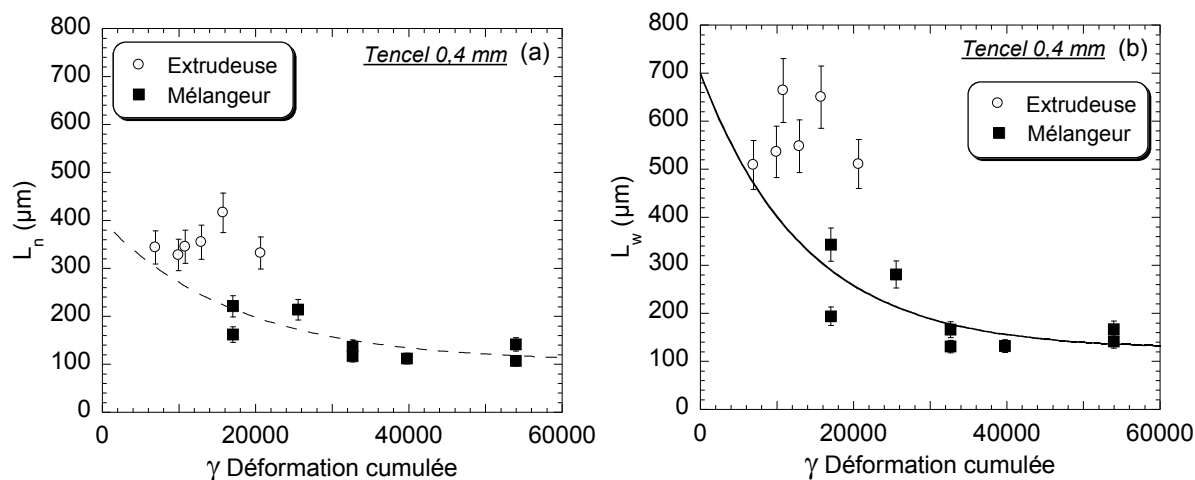 Tencel 0,4 mm (a)
Extrudeuse
Mélangeur
800
700
600
500
400
300
200
100
0
Ln (µm)
0 20000 40000 60000
γ Déformation cumulée
Tencel 0,4 mm (b)
Extrudeuse
Mélangeur
800
700
600
500
400
300
200
100
0
Lw (µm)
0 20000 40000 60000
γ Déformation cumulée